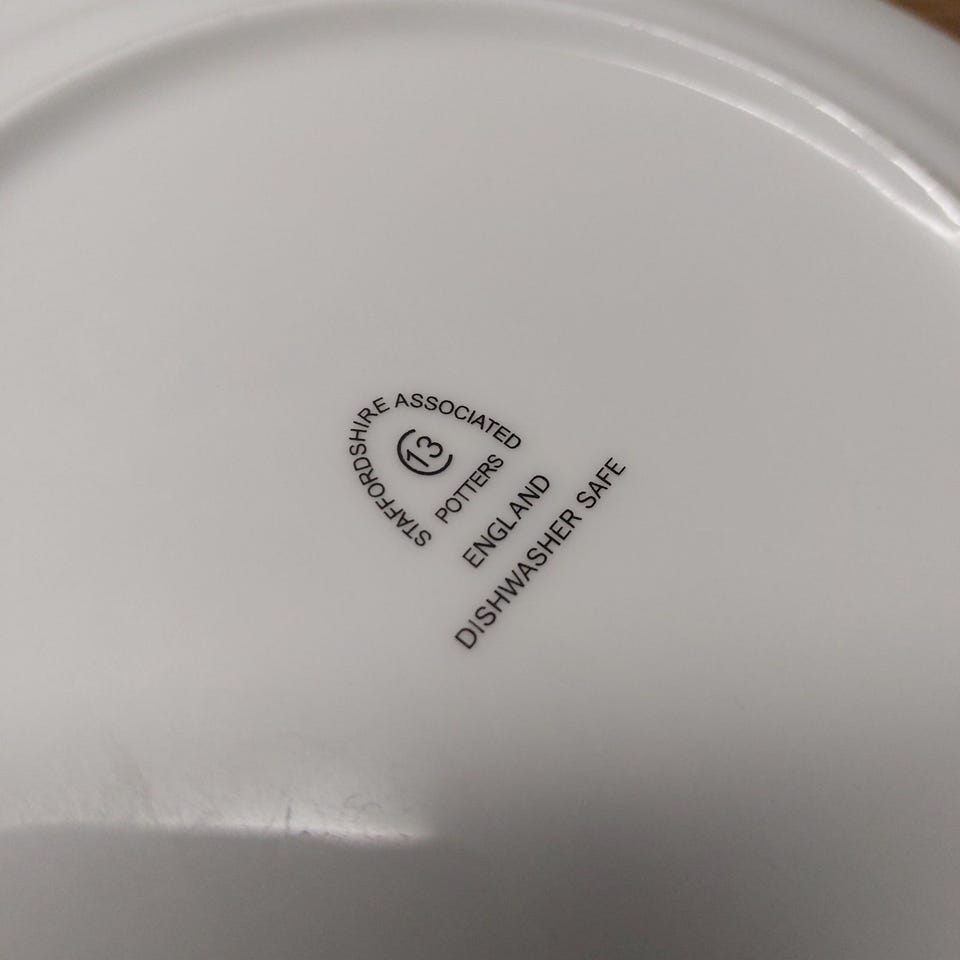 STAFFORDSHIRE ASSOCIATED
13
POTTERS
ENGLAND
DISHWASHER SAFE